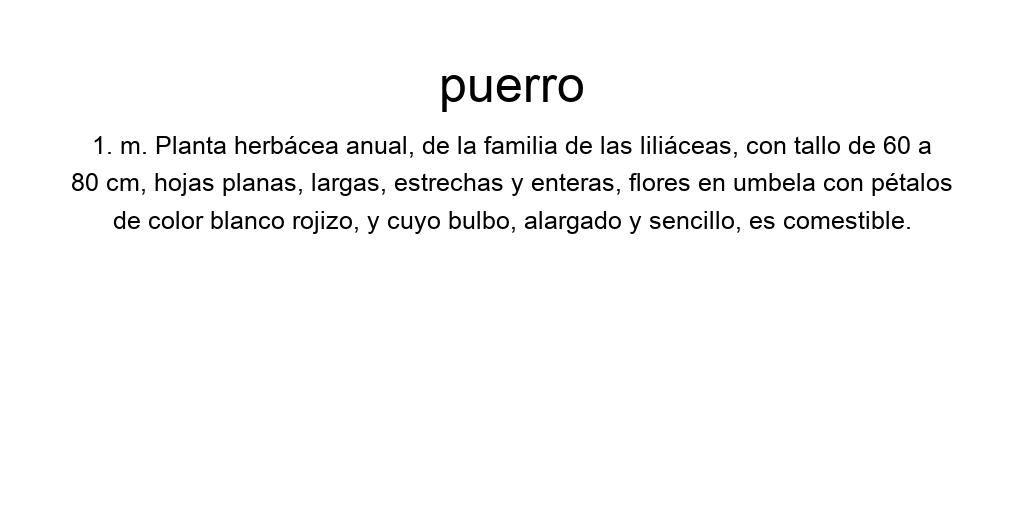 puerro
1. m. Planta herbácea anual, de la familia de las liliáceas, con tallo de 60 a
80 cm, hojas planas, largas, estrechas y enteras, flores en umbela con pétalos
de color blanco rojizo, y cuyo bulbo, alargado y sencillo, es comestible.